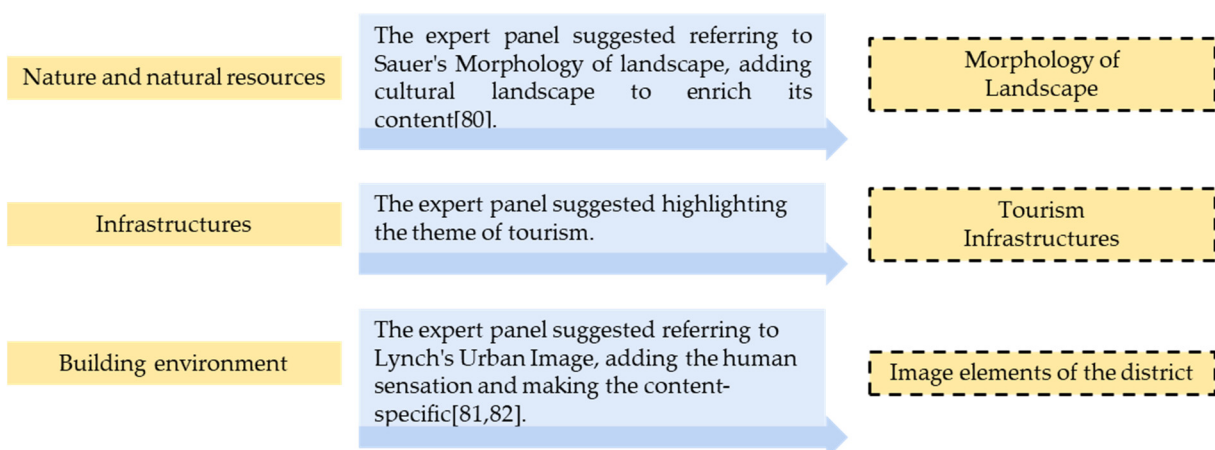 Nature and natural resources
The expert panel suggested referring to
Sauer's Morphology of landscape, adding
cultural landscape to enrich its
content[80].
Morphology of
Landscape
Infrastructures
The expert panel suggested highlighting
the theme of tourism.
Tourism
Infrastructures
Building environment
The expert panel suggested referring to
Lynch's Urban Image, adding the human
sensation and making the content-
specific[81,82].
Image elements of the district